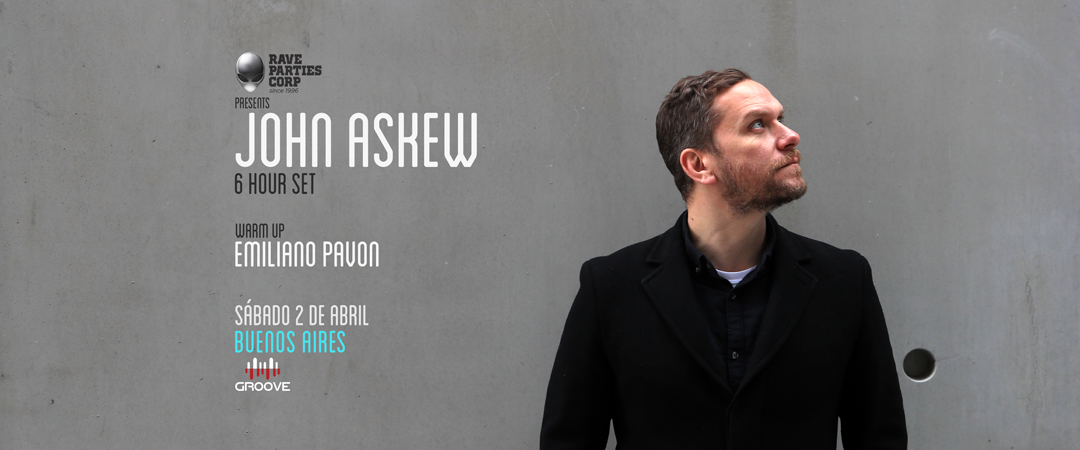 RAVE
PARTIES
CORP
since 1996
PRESENTS
JOHN ASKEW
6 HOUR SET
WARM UP
EMILIANO PAVON
SÁBADO 2 DE ABRIL
BUENOS AIRES
GROOVE